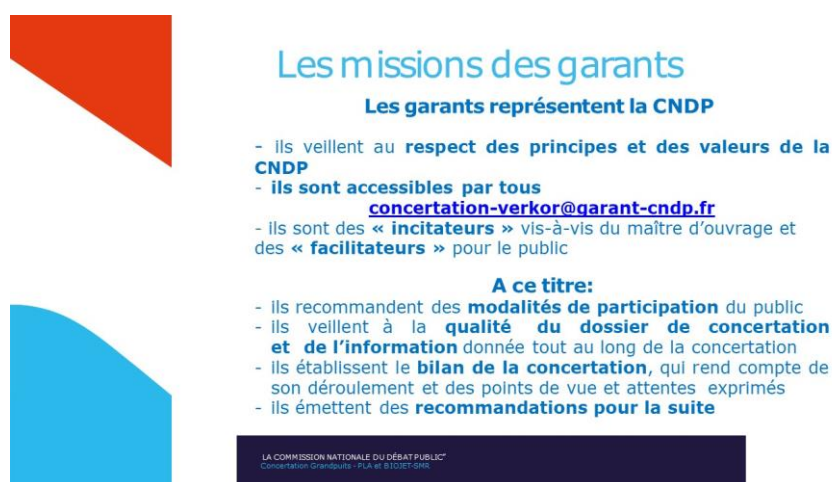 Les missions des garants
Les garants représentent la CNDP
- ils veillent au respect des principes et des valeurs de la
CNDP
- ils sont accessibles par tous
concertation-verkor@garant-cndp.fr
- ils sont des « incitateurs » vis-à-vis du maître d’ouvrage et
des « facilitateurs » pour le public
A ce titre:
- ils recommandent des modalités de participation du public
- ils veillent à la qualité du dossier de concertation
et de l’information donnée tout au long de la concertation
- ils établissent le bilan de la concertation, qui rend compte de
son déroulement et des points de vue et attentes exprimés
- ils émettent des recommandations pour la suite
LA COMMISSION NATIONALE DU DÉBAT PUBLIC"
Concertation Grandpuits - PLA et BIOJET-SMR